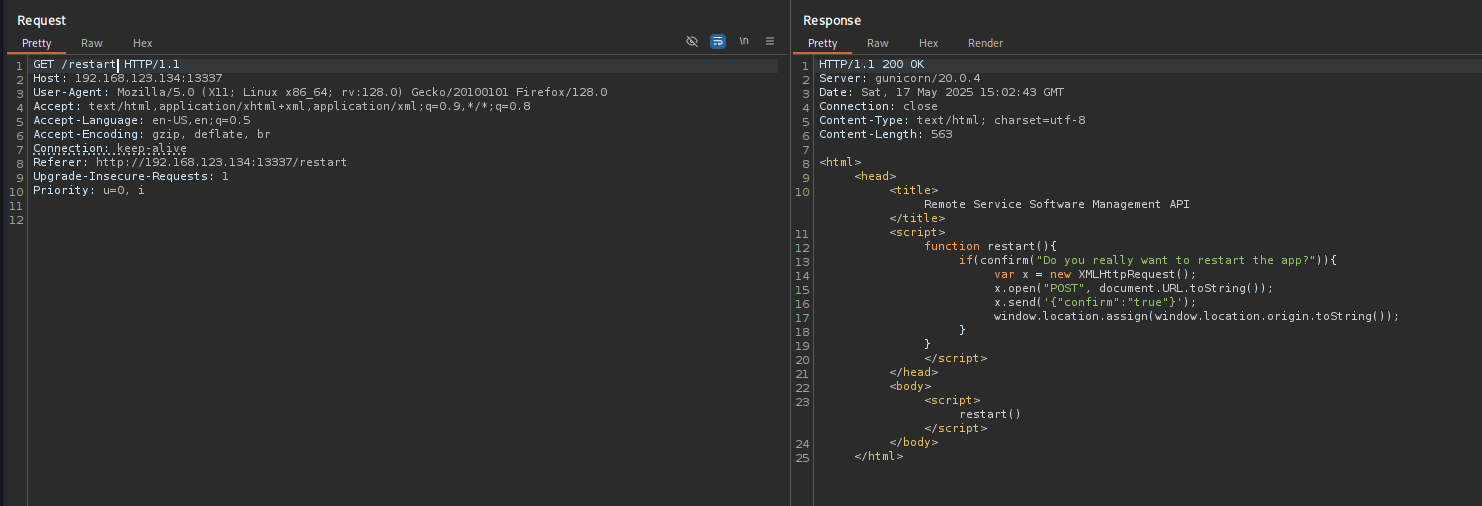 Request
Pretty Raw Hex
\n
1 GET /restart HTTP/1.1
2 Host: 192.168.123.134:13337
3 User-Agent: Mozilla/5.0 (X11; Linux x86_64; rv:128.0) Gecko/20100101 Firefox/128.0
4 Accept: text/html,application/xhtml+xml,application/xml;q=0.9,*/*;q=0.8
5 Accept-Language: en-US,en;q=0.5
6 Accept-Encoding: gzip, deflate, br
7 Connection: keep-alive
8 Referer: http://192.168.123.134:13337/restart
9 Upgrade-Insecure-Requests: 1
10 Priority: u=0, i
11
12
Response
Pretty Raw Hex Render
1 HTTP/1.1 200 OK
2 Server: gunicorn/20.0.4
3 Date: Sat, 17 May 2025 15:02:43 GMT
4 Connection: close
5 Content-Type: text/html; charset=utf-8
6 Content-Length: 563
7
8 <html>
9 <head>
10 <title>
Remote Service Software Management API
</title>
11 <script>
12 function restart(){
13 if(confirm("Do you really want to restart the app?")){
14 var x = new XMLHttpRequest();
15 x.open("POST", document.URL.toString());
16 x.send('{"confirm":"true"}');
17 window.location.assign(window.location.origin.toString());
18 }
19 }
20 </script>
21 </head>
22 <body>
23 <script>
restart()
</script>
24 </body>
25 </html>